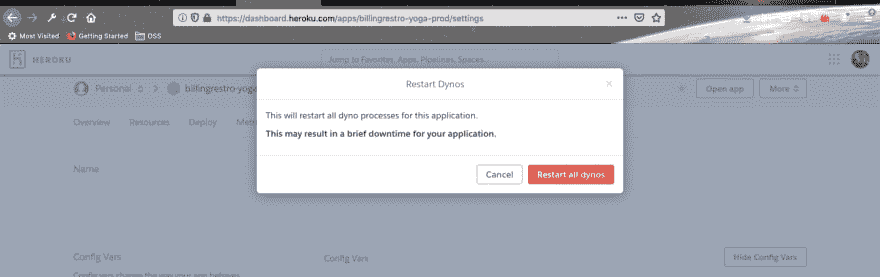 https://dashboard.heroku.com/apps/billingrestro-yoga-prod/settings
Most Visited Getting Started OSS
HEROKU
Jump to Favorites, Apps, Pipelines, Spaces...
Personal billingrestro-yoga
Open app More
Overview Resources Deploy Met
Restart Dynos
This will restart all dyno processes for this application.
This may result in a brief downtime for your application.
Cancel Restart all dynos
Name
Config Vars Config Vars Hide Config Vars
Config vars change the way your app behaves.